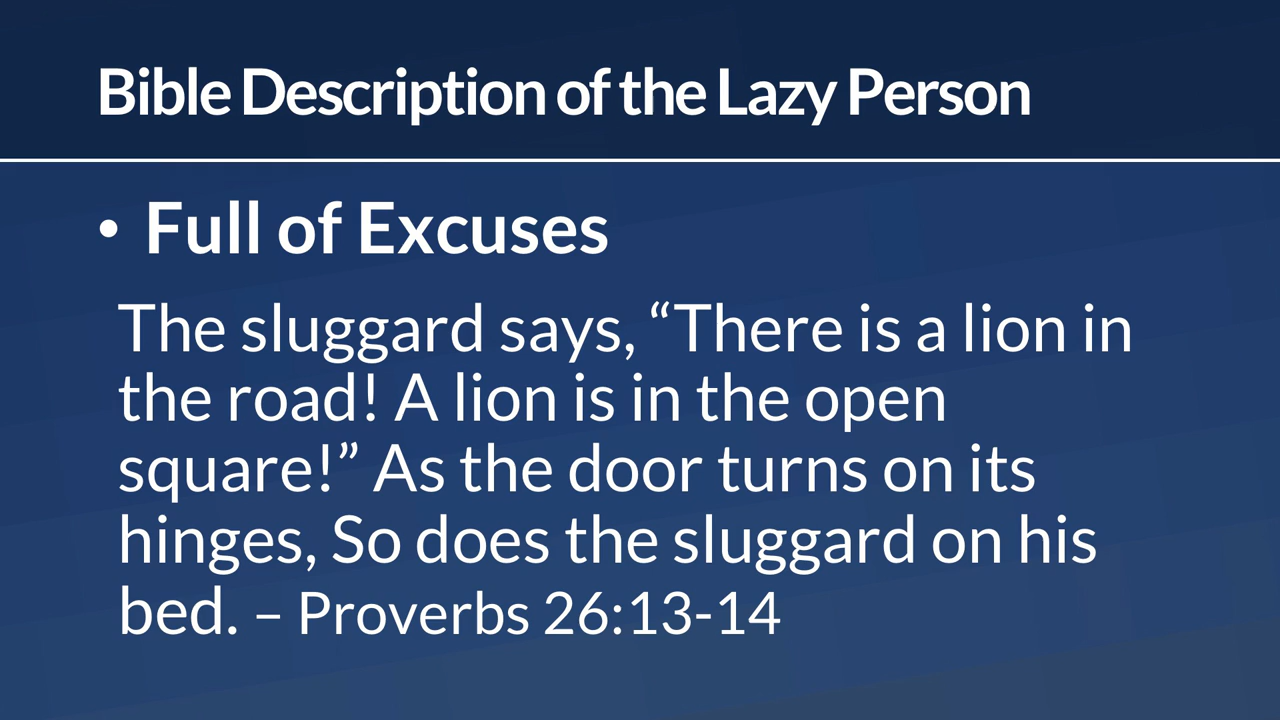 Bible Description of the Lazy Person
• Full of Excuses
The sluggard says, “There is a lion in
the road! A lion is in the open
square!” As the door turns on its
hinges, So does the sluggard on his
bed. – Proverbs 26:13-14